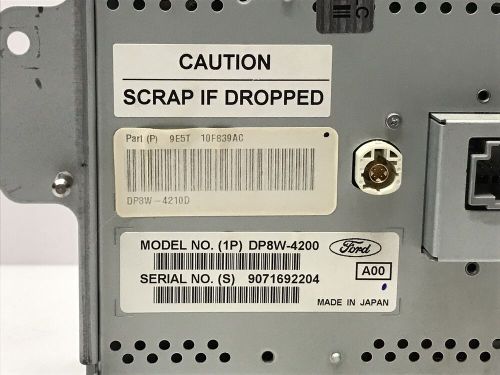 CAUTION
SCRAP IF DROPPED
Part (P) 9E5T 10F839AC
DP8W-4210D
MODEL NO. (1P) DP8W-4200
Ford
SERIAL NO. (S) 9071692204
A00
MADE IN JAPAN